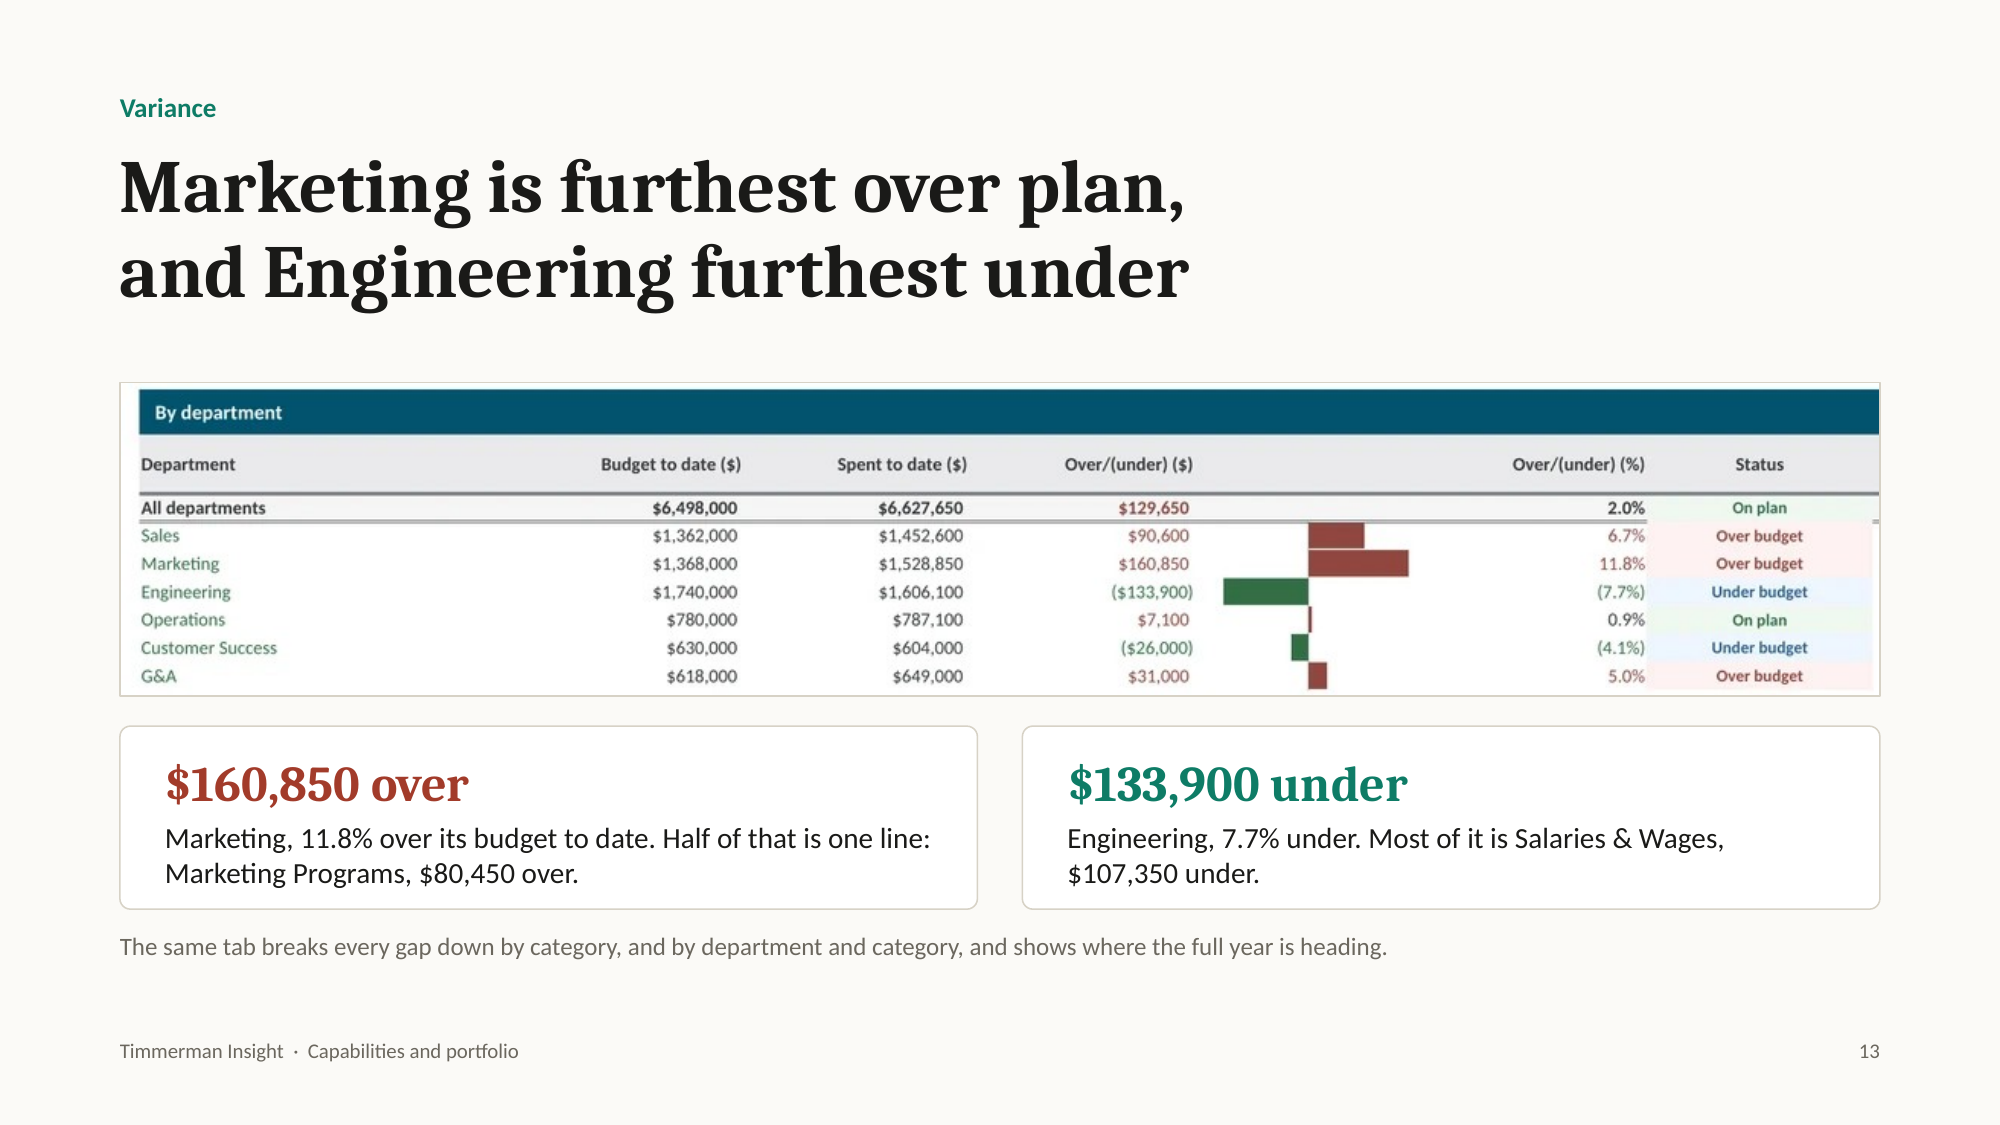 Variance
Marketing is furthest over plan,
and Engineering furthest under
By department
Department Budget to date ($) Spent to date ($) Over/(under) ($) Over/(under) (%) Status
All departments $6,498,000 $6,627,650 $129,650 2.0% On plan
Sales $1,362,000 $1,452,600 $90,600 6.7% Over budget
Marketing $1,368,000 $1,528,850 $160,850 11.8% Over budget
Engineering $1,740,000 $1,606,100 ($133,900) (7.7%) Under budget
Operations $780,000 $787,100 $7,100 0.9% On plan
Customer Success $630,000 $604,000 ($26,000) (4.1%) Under budget
G&A $618,000 $649,000 $31,000 5.0% Over budget
$160,850 over
Marketing, 11.8% over its budget to date. Half of that is one line:
Marketing Programs, $80,450 over.
$133,900 under
Engineering, 7.7% under. Most of it is Salaries & Wages,
$107,350 under.
The same tab breaks every gap down by category, and by department and category, and shows where the full year is heading.
Timmerman Insight · Capabilities and portfolio 13